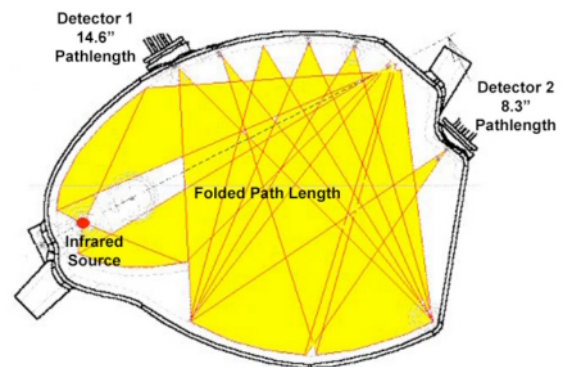 Detector 1
14.6”
Pathlength
Detector 2
8.3”
Pathlength
Folded Path Length
Infrared
Source